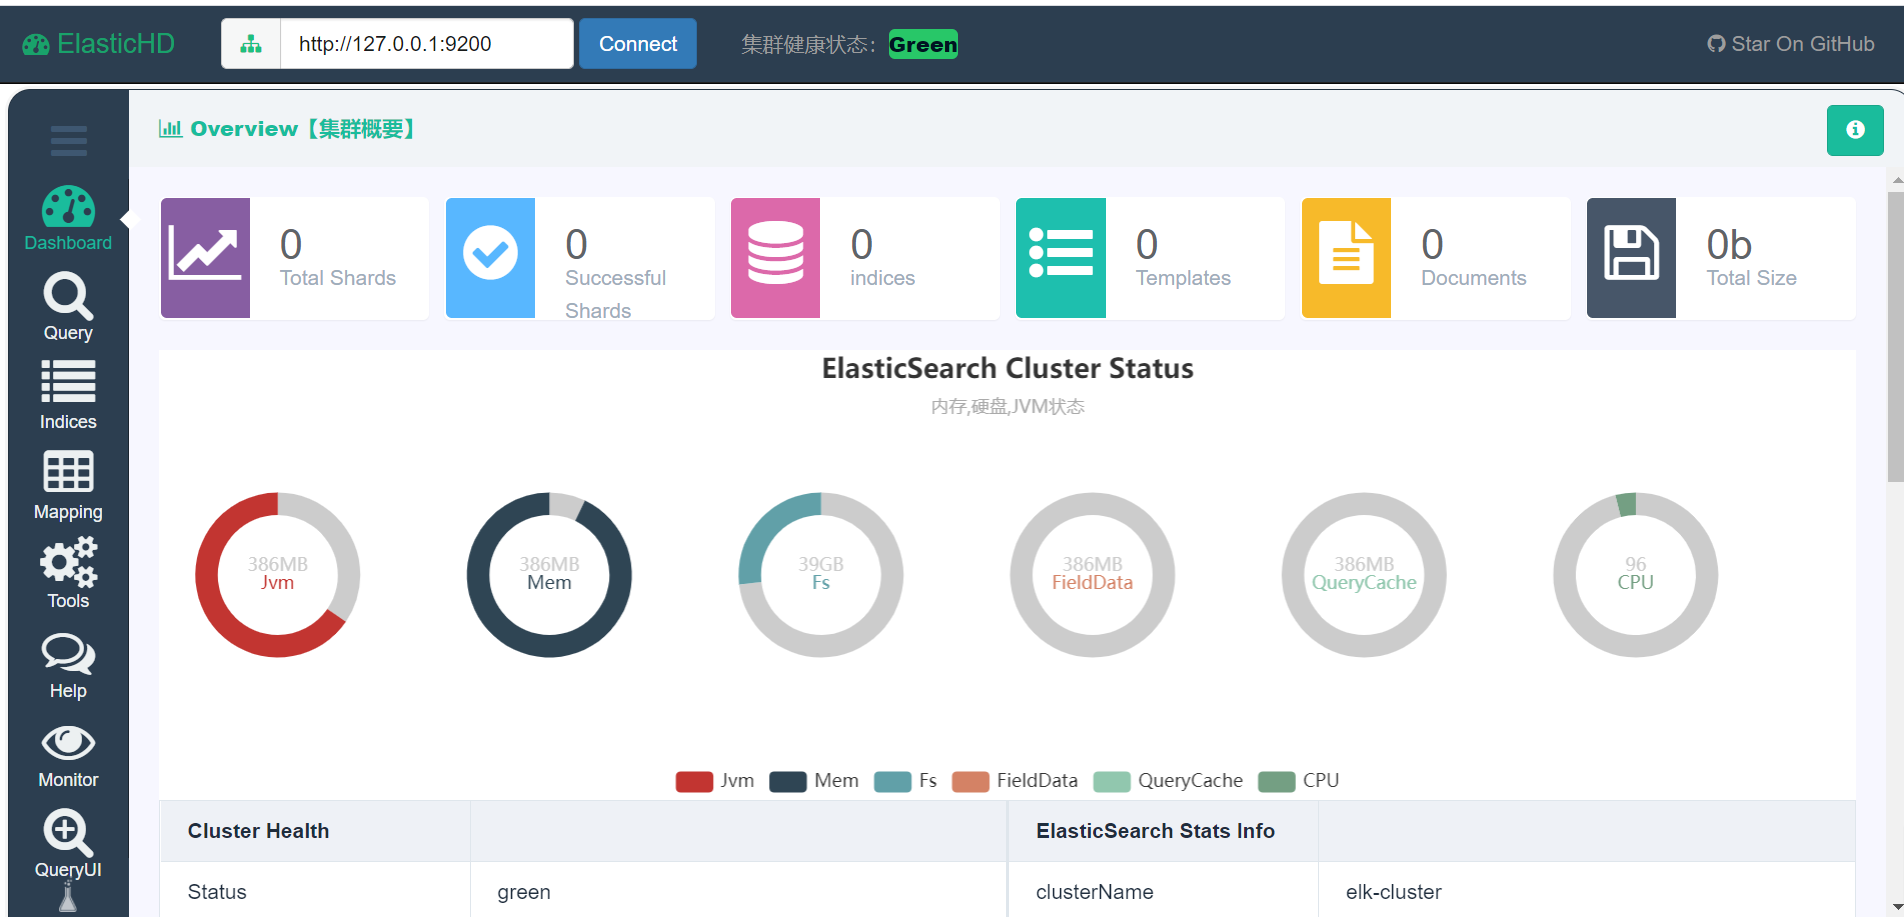 ElasticHD
http://127.0.0.1:9200
Connect
集群健康状态：
Green
Star On GitHub
Overview【集群概要】
Dashboard
Query
Indices
Mapping
Tools
Help
Monitor
QueryUI
0
Total Shards
0
Successful
Shards
0
indices
0
Templates
0
Documents
0b
Total Size
ElasticSearch Cluster Status
内存,硬盘,JVM状态
386MB
Jvm
386MB
Mem
39GB
Fs
386MB
FieldData
386MB
QueryCache
96
CPU
Jvm Mem Fs FieldData QueryCache CPU
Cluster Health
ElasticSearch Stats Info
Status green
clusterName elk-cluster